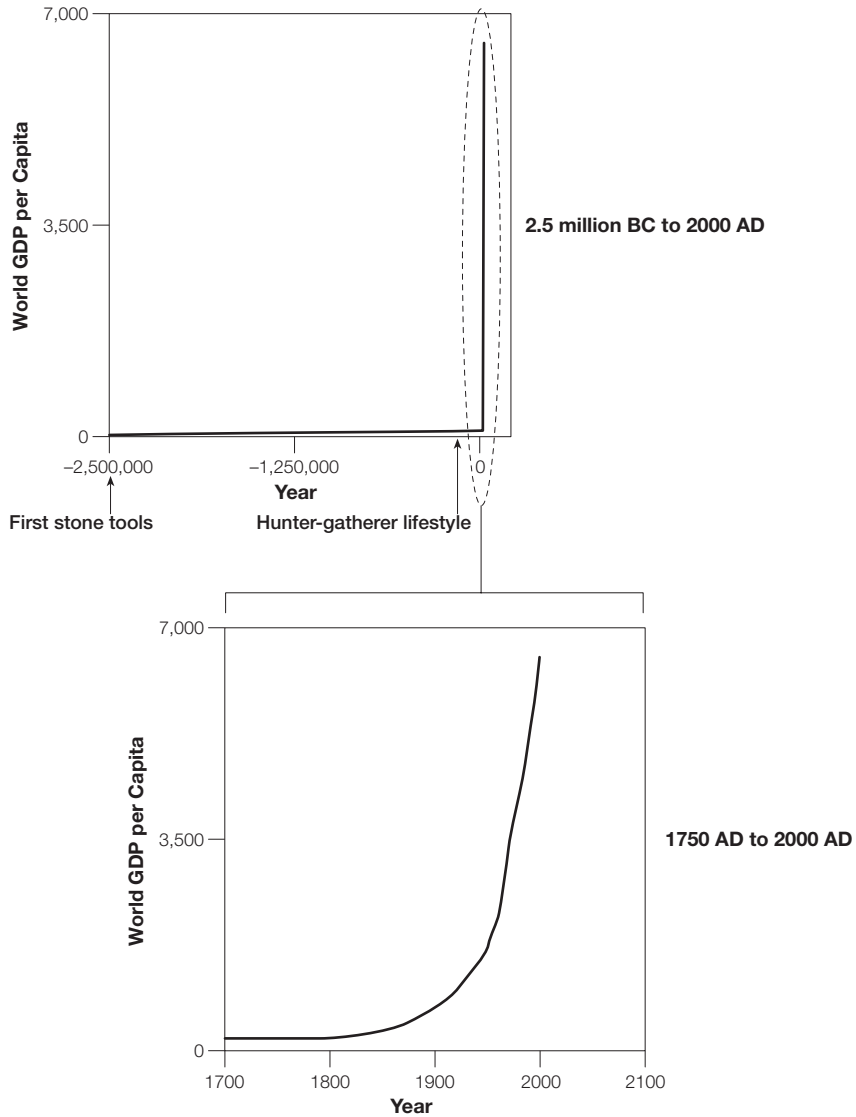 7,000
World GDP per Capita
3,500
2.5 million BC to 2000 AD
0
–2,500,000
–1,250,000
0
Year
First stone tools
Hunter-gatherer lifestyle
7,000
World GDP per Capita
3,500
1750 AD to 2000 AD
0
1700
1800
1900
2000
2100
Year